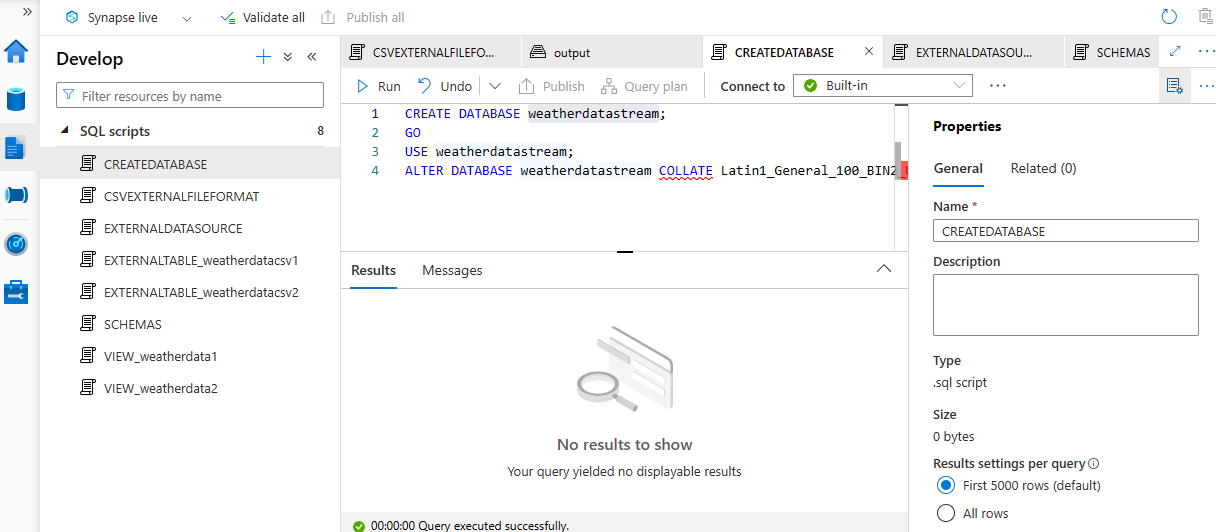 Synapse live
Validate all
Publish all
Develop
Filter resources by name
SQL scripts 8
CREATEDATABASE
CSVEXTERNALFILEFORMAT
EXTERNALDATASOURCE
EXTERNALTABLE_weatherdatacsv1
EXTERNALTABLE_weatherdatacsv2
SCHEMAS
VIEW_weatherdata1
VIEW_weatherdata2
CSVEXTERNALFILEFO...
output
CREATEDATABASE
EXTERNALDATASOU...
SCHEMAS
Run
Undo
Publish
Query plan
Connect to
Built-in
1 CREATE DATABASE weatherdatastream;
2 GO
3 USE weatherdatastream;
4 ALTER DATABASE weatherdatastream COLLATE Latin1_General_100_BIN2
Results
Messages
No results to show
Your query yielded no displayable results
00:00:00 Query executed successfully.
Properties
General
Related (0)
Name *
CREATEDATABASE
Description
Type
.sql script
Size
0 bytes
Results settings per query
First 5000 rows (default)
All rows